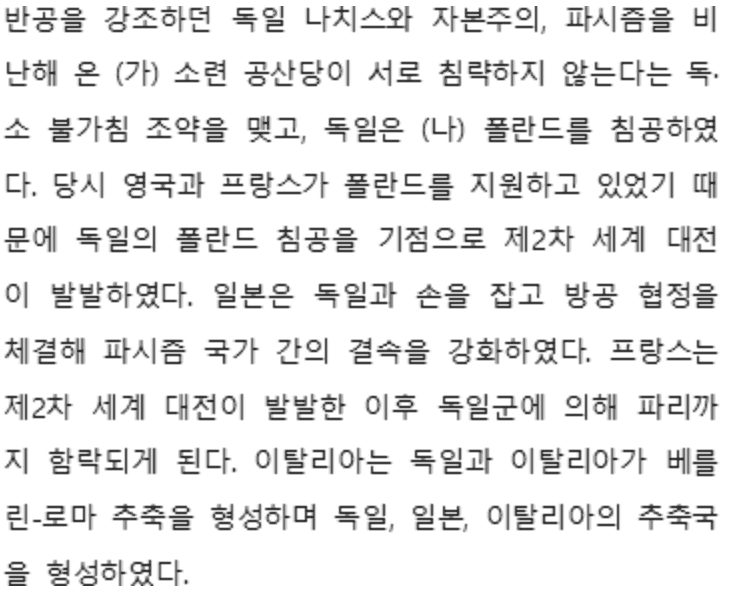 반공을 강조하던 독일 나치스와 자본주의, 파시즘을 비
난해 온 (가) 소련 공산당이 서로 침략하지 않는다는 독·
소 불가침 조약을 맺고, 독일은 (나) 폴란드를 침공하였
다. 당시 영국과 프랑스가 폴란드를 지원하고 있었기 때
문에 독일의 폴란드 침공을 기점으로 제2차 세계 대전
이 발발하였다. 일본은 독일과 손을 잡고 방공 협정을
체결해 파시즘 국가 간의 결속을 강화하였다. 프랑스는
제2차 세계 대전이 발발한 이후 독일군에 의해 파리까
지 함락되게 된다. 이탈리아는 독일과 이탈리아가 베를
린-로마 추축을 형성하며 독일, 일본, 이탈리아의 추축국
을 형성하였다.